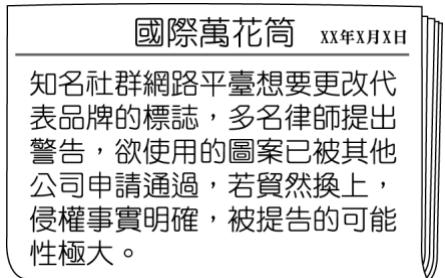 國際萬花筒 XX年X月X日
知名社群網路平臺想要更改代
表品牌的標誌，多名律師提出
警告，欲使用的圖案已被其他
公司申請通過，若貿然換上，
侵權事實明確，被提告的可能
性極大。